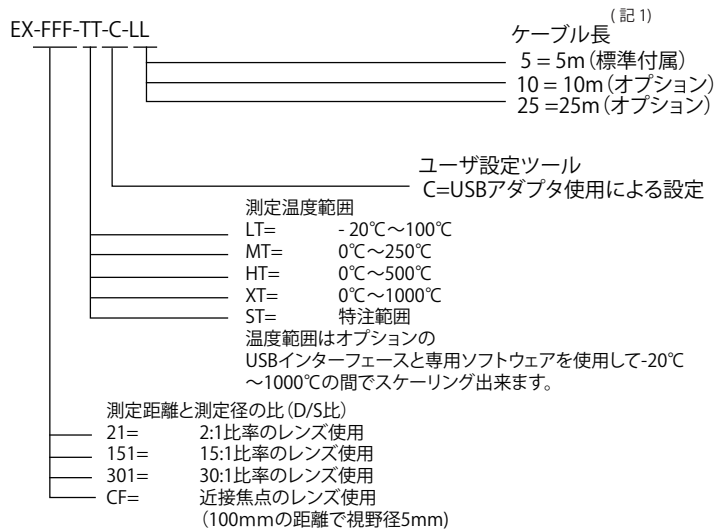 (記1)
EX-FFF-TT-C-LL
ケーブル長
5 = 5m(標準付属)
10 = 10m(オプション)
25 =25m(オプション)
ユーザ設定ツール
C=USBアダプタ使用による設定
測定温度範囲
LT= - 20℃～100℃
MT= 0℃～250℃
HT= 0℃～500℃
XT= 0℃～1000℃
ST= 特注範囲
温度範囲はオプションの
USBインターフェースと専用ソフトウェアを使用して-20℃
～1000℃の間でスケーリング出来ます。
測定距離と測定径の比(D/S比)
21= 2:1比率のレンズ使用
151= 15:1比率のレンズ使用
301= 30:1比率のレンズ使用
CF= 近接焦点のレンズ使用
(100mmの距離で視野径5mm)